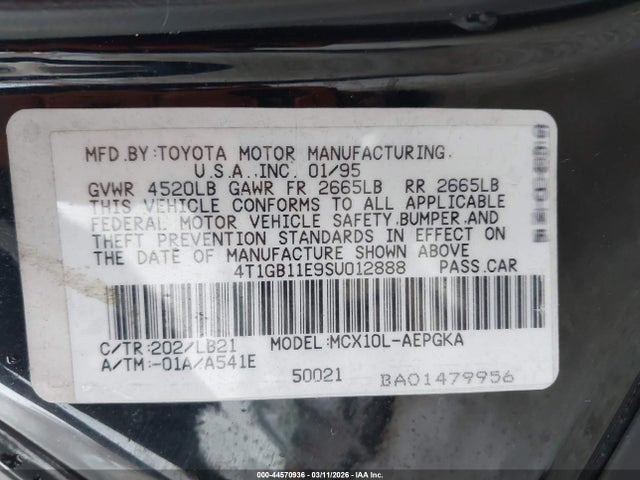 MFD.BY:TOYOTA MOTOR MANUFACTURING,
U.S.A.,INC. 01/95
GVWR 4520LB GAWR FR 2665LB RR 2665LB
THIS VEHICLE CONFORMS TO ALL APPLICABLE
FEDERAL MOTOR VEHICLE SAFETY,BUMPER,AND
THEFT PREVENTION STANDARDS IN EFFECT ON
THE DATE OF MANUFACTURE SHOWN ABOVE
4T1GB11E9SU012888 PASS.CAR
C/TR:202/LB21 MODEL:MCX10L-AEPGKA
A/TM:-01A/A541E
50021 BA01479956
000-44570936 - 03/11/2026 - IAAI, Inc.